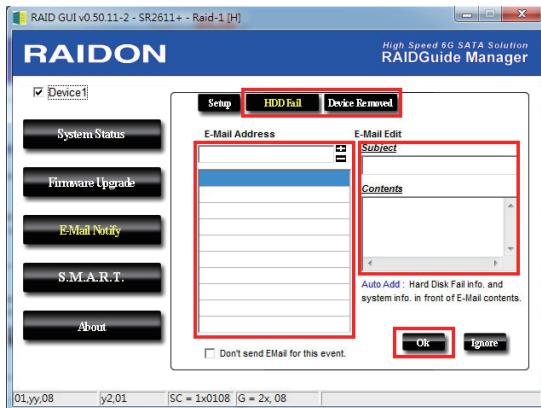 RAID GUI v0.50.11-2 - SR2611+ - Raid-1 [H]
RAIDON
High Speed 6G SATA Solution
RAIDGuide Manager
Device1
Setup
HDD Fail
Device Removed
System Status
Firmware Upgrade
E-Mail Notify
S.M.A.R.T.
About
E-Mail Address
E-Mail Edit
Subject
Contents
Auto Add : Hard Disk Fail info. and
system info. in front of E-Mail contents.
Ok
Ignore
Don't send EMail for this event.
01,yy,08
y2,01
SC = 1x0108
G = 2x, 08